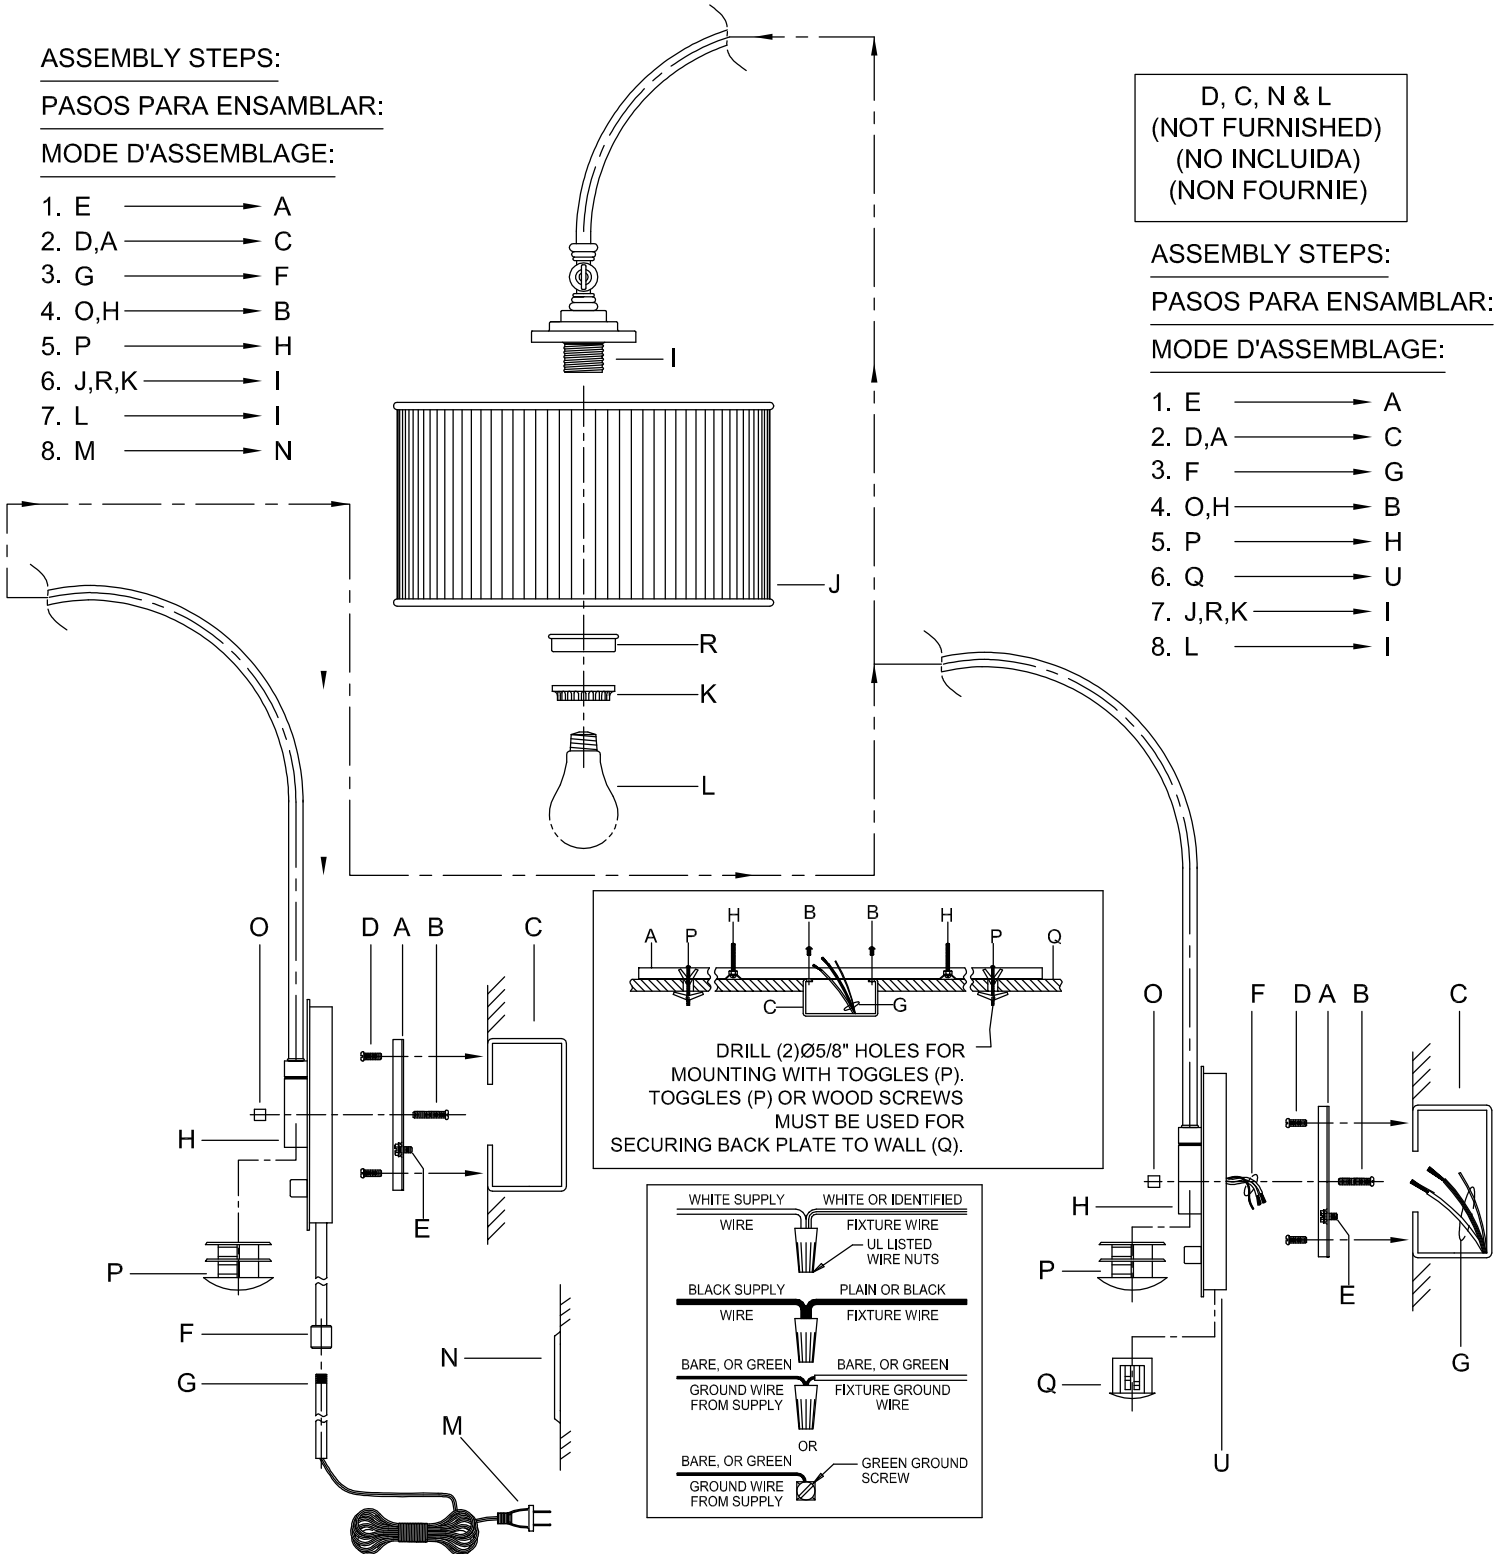 ASSEMBLY STEPS:
PASOS PARA ENSAMBLAR:
MODE D'ASSEMBLAGE:
1. E A
2. D,A C
3. G F
4. O,H B
5. P H
6. J,R,K I
7. L I
8. M N
D, C, N & L
(NOT FURNISHED)
(NO INCLUIDA)
(NON FOURNIE)
ASSEMBLY STEPS:
PASOS PARA ENSAMBLAR:
MODE D'ASSEMBLAGE:
1. E A
2. D,A C
3. F G
4. O,H B
5. P H
6. Q U
7. J,R,K I
8. L I
I
J
R
K
L
O D A B C
H
E
P
F
G
N
M
A P H B B H P Q
C G
DRILL (2)Ø5/8" HOLES FOR
MOUNTING WITH TOGGLES (P).
TOGGLES (P) OR WOOD SCREWS
MUST BE USED FOR
SECURING BACK PLATE TO WALL (Q).
WHITE SUPPLY WHITE OR IDENTIFIED
WIRE FIXTURE WIRE
UL LISTED
WIRE NUTS
BLACK SUPPLY PLAIN OR BLACK
WIRE FIXTURE WIRE
BARE, OR GREEN BARE, OR GREEN
GROUND WIRE FIXTURE GROUND
FROM SUPPLY WIRE
OR
BARE, OR GREEN GREEN GROUND
SCREW
GROUND WIRE
FROM SUPPLY
O F D A B C
H
P
E
G
Q
U